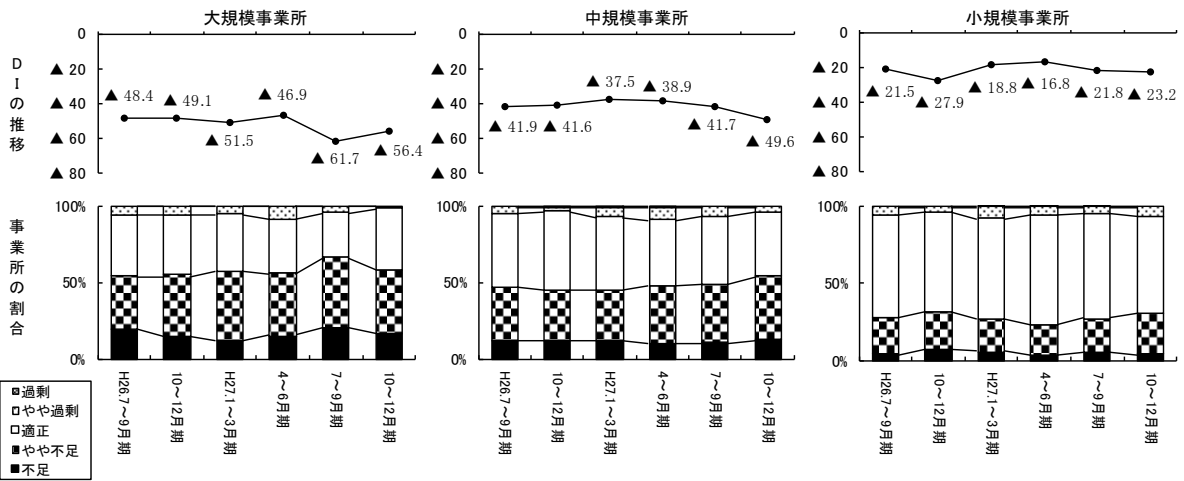 大規模事業所
中規模事業所
小規模事業所
DIの推移
0
▲ 20
▲ 40
▲ 60
▲ 80
▲ 48.4
▲ 49.1
▲ 51.5
▲ 46.9
▲ 61.7
▲ 56.4
0
▲ 20
▲ 40
▲ 60
▲ 80
▲ 41.9
▲ 41.6
▲ 37.5
▲ 38.9
▲ 41.7
▲ 49.6
0
▲ 20
▲ 40
▲ 60
▲ 80
▲ 21.5
▲ 27.9
▲ 18.8
▲ 16.8
▲ 21.8
▲ 23.2
事業所の割合
100%
50%
0%
H26.7～9月期
10～12月期
H27.1～3月期
4～6月期
7～9月期
10～12月期
100%
50%
0%
H26.7～9月期
10～12月期
H27.1～3月期
4～6月期
7～9月期
10～12月期
100%
50%
0%
H26.7～9月期
10～12月期
H27.1～3月期
4～6月期
7～9月期
10～12月期
過剰
やや過剰
適正
やや不足
不足